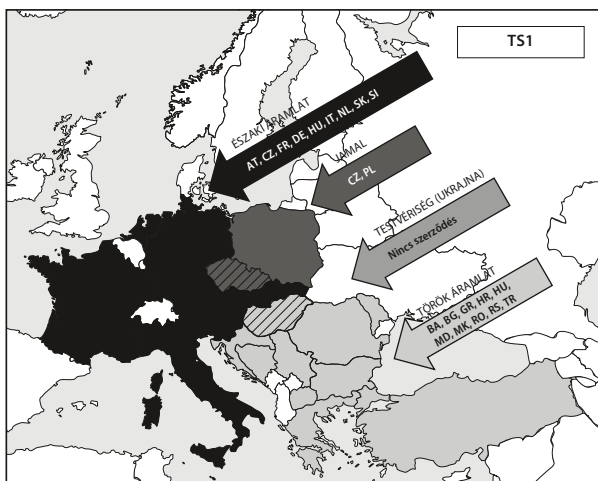 TS1
ÉSZAKI ÁRAMLAT
AT, CZ, FR, DE, HU, IT, NL, SK, SI
JAMAL
CZ, PL
TESTVÉRISÉG (UKRAJNA)
Nincs szerződés
TÖRÖK ÁRAMLAT
BA, BG, GR, HR, HU,
MD, MK, RO, RS, TR